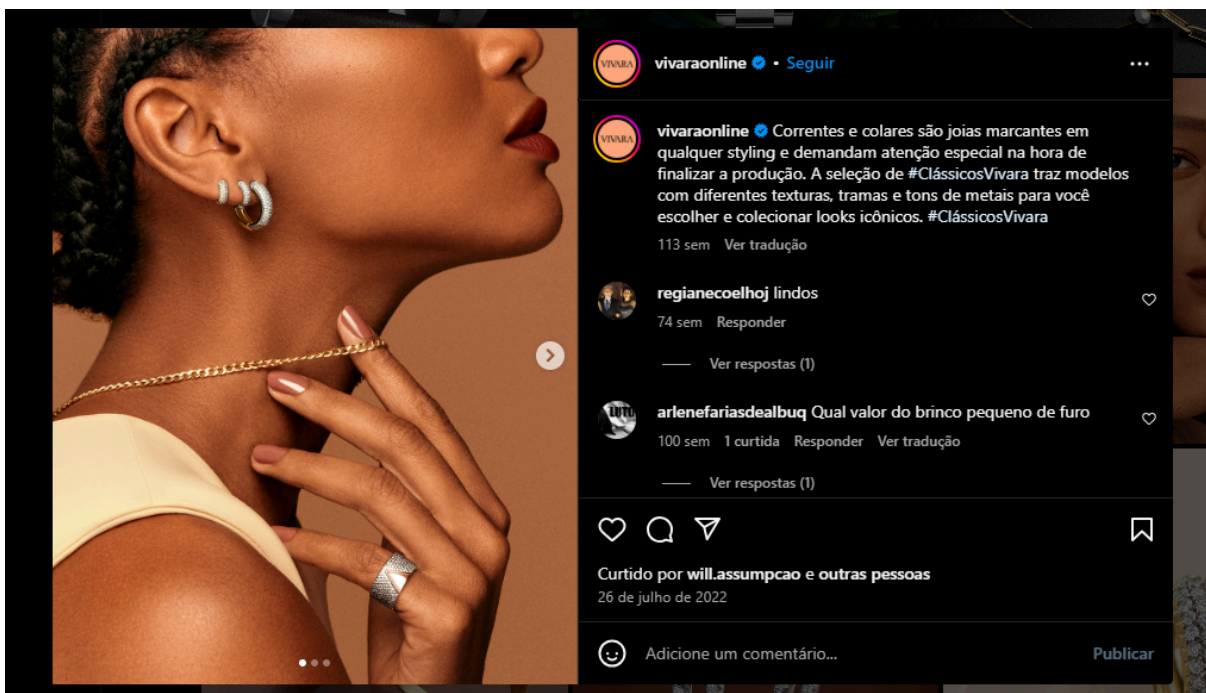 VIVARA
vivaraonline • Seguir
VIVARA
vivaraonline Correntes e colares são joias marcantes em
qualquer styling e demandam atenção especial na hora de
finalizar a produção. A seleção de #ClássicosVivara traz modelos
com diferentes texturas, tramas e tons de metais para você
escolher e colecionar looks icônicos. #ClássicosVivara
113 sem Ver tradução
regianecoelhoj lindos
74 sem Responder
Ver respostas (1)
LUTO
arlenefariasdealbuq Qual valor do brinco pequeno de furo
100 sem 1 curtida Responder Ver tradução
Ver respostas (1)
Curtido por will.assumpcao e outras pessoas
26 de julho de 2022
Adicione um comentário... Publicar